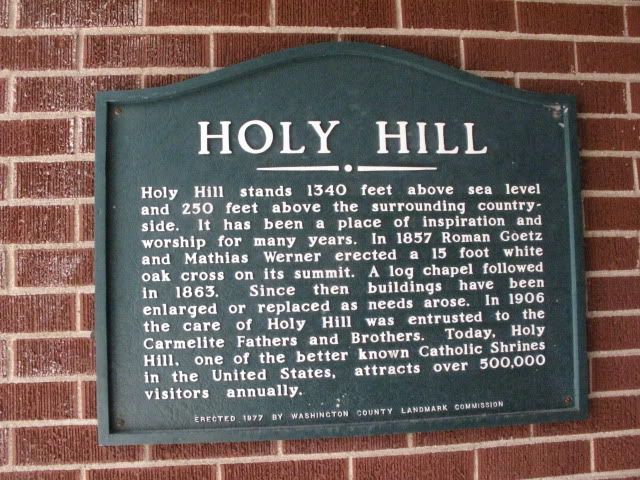 HOLY HILL
Holy Hill stands 1340 feet above sea level
and 250 feet above the surrounding country-
side. It has been a place of inspiration and
worship for many years. In 1857 Roman Goetz
and Mathias Werner erected a 15 foot white
oak cross on its summit. A log chapel followed
in 1863. Since then buildings have been
enlarged or replaced as needs arose. In 1906
the care of Holy Hill was entrusted to the
Carmelite Fathers and Brothers. Today, Holy
Hill, one of the better known Catholic Shrines
in the United States, attracts over 500,000
visitors annually.
ERECTED 1977 BY WASHINGTON COUNTY LANDMARK COMMISSION